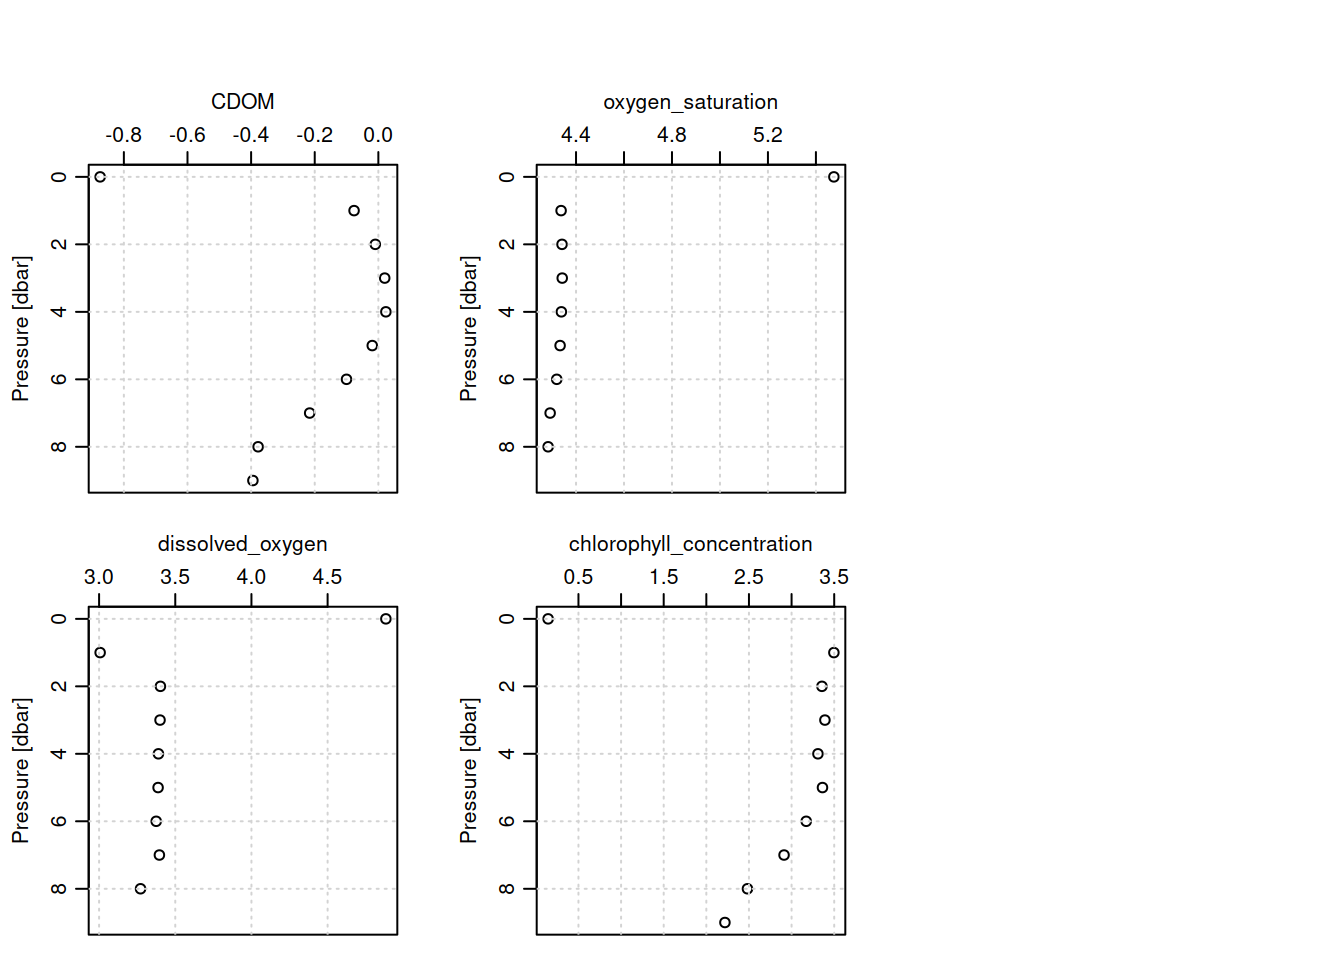 CDOM
-0.8 -0.6 -0.4 -0.2 0.0
0 2 4 6 8
Pressure [dbar]
oxygen_saturation
4.4 4.8 5.2
0 2 4 6 8
Pressure [dbar]
dissolved_oxygen
3.0 3.5 4.0 4.5
0 2 4 6 8
Pressure [dbar]
chlorophyll_concentration
0.5 1.5 2.5 3.5
0 2 4 6 8
Pressure [dbar]